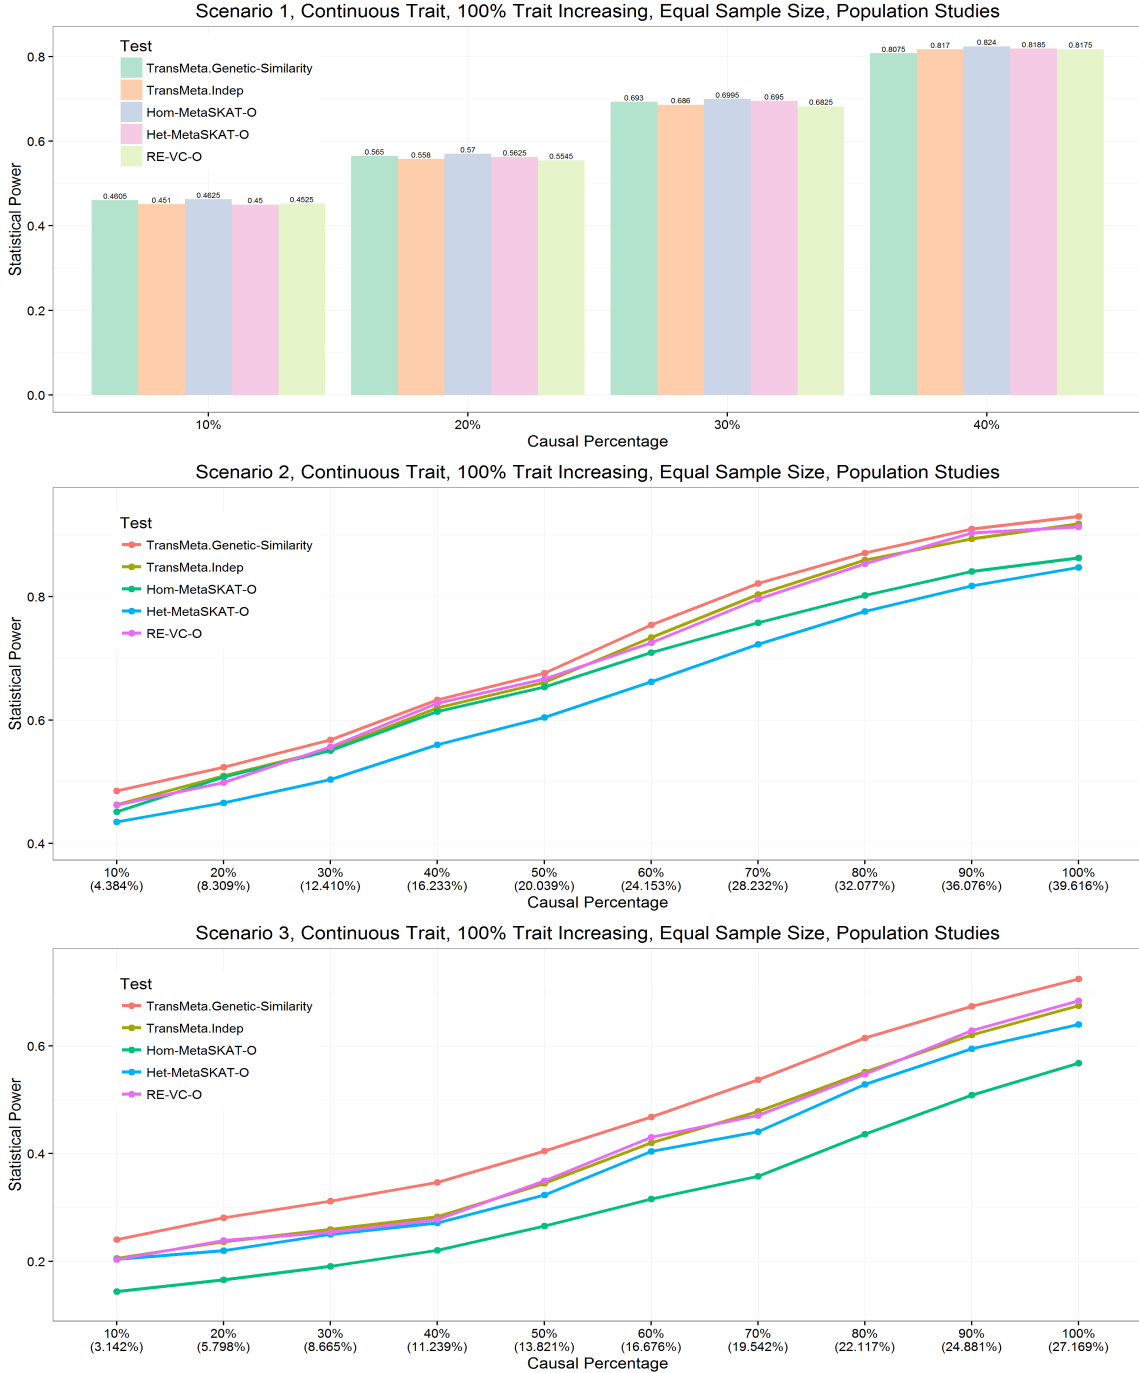 Scenario 1, Continuous Trait, 100% Trait Increasing, Equal Sample Size, Population Studies
Statistical Power
0.8
0.6
0.4
0.2
0.0
Test
TransMeta.Genetic-Similarity
TransMeta.Indep
Hom-MetaSKAT-O
Het-MetaSKAT-O
RE-VC-O
0.4605 0.451 0.4625 0.45 0.4525
0.565 0.558 0.57 0.5625 0.5545
0.693 0.686 0.6995 0.695 0.6825
0.8075 0.817 0.824 0.8185 0.8175
10% 20% 30% 40%
Causal Percentage
Scenario 2, Continuous Trait, 100% Trait Increasing, Equal Sample Size, Population Studies
Statistical Power
0.8
0.6
0.4
Test
TransMeta.Genetic-Similarity
TransMeta.Indep
Hom-MetaSKAT-O
Het-MetaSKAT-O
RE-VC-O
10% 20% 30% 40% 50% 60% 70% 80% 90% 100%
(4.384%) (8.309%) (12.410%) (16.233%) (20.039%) (24.153%) (28.232%) (32.077%) (36.076%) (39.616%)
Causal Percentage
Scenario 3, Continuous Trait, 100% Trait Increasing, Equal Sample Size, Population Studies
Statistical Power
0.6
0.4
0.2
Test
TransMeta.Genetic-Similarity
TransMeta.Indep
Hom-MetaSKAT-O
Het-MetaSKAT-O
RE-VC-O
10% 20% 30% 40% 50% 60% 70% 80% 90% 100%
(3.142%) (5.798%) (8.665%) (11.239%) (13.821%) (16.676%) (19.542%) (22.117%) (24.881%) (27.169%)
Causal Percentage